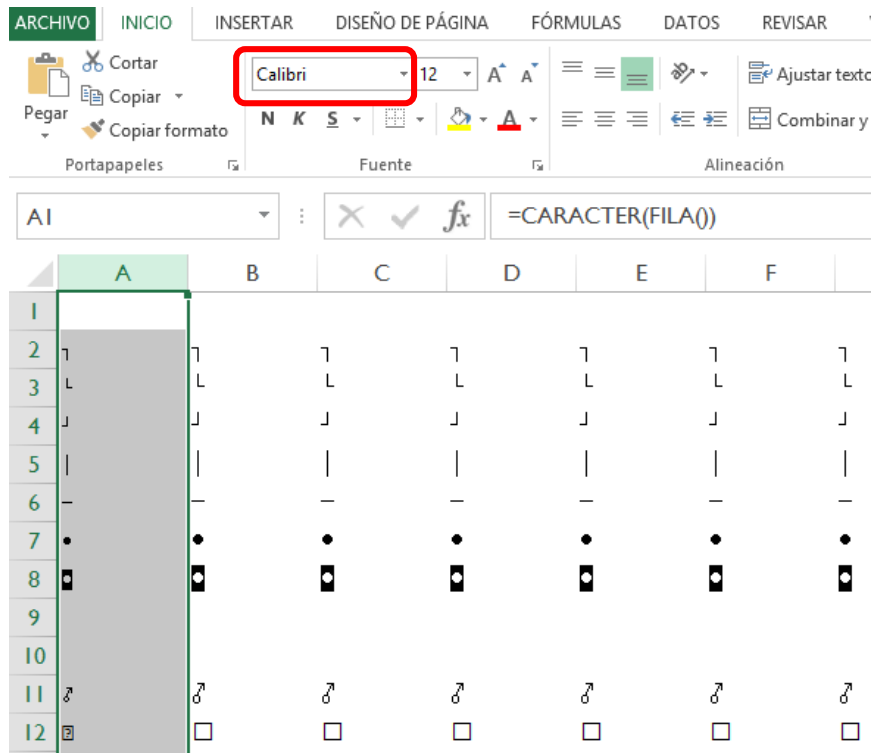 ARCHIVO INICIO INSERTAR DISEÑO DE PÁGINA FÓRMULAS DATOS REVISAR
Cortar
Copiar
Copiar formato
Pegar
Portapapeles
Calibri 12 A A
N K S A
Fuente
Ajustar texto
Combinar y
Alineación
A1 fx =CARACTER(FILA())
A B C D E F
1
2 ┐ ┐ ┐ ┐ ┐ ┐ ┐
3 └ └ └ └ └ └ └
4 ┘ ┘ ┘ ┘ ┘ ┘ ┘
5 │ │ │ │ │ │ │
6 ─ ─ ─ ─ ─ ─ ─
7 • • • • • • •
8 ◘ ◘ ◘ ◘ ◘ ◘ ◘
9
10
11 ♂ ♂ ♂ ♂ ♂ ♂ ♂
12 □ □ □ □ □ □